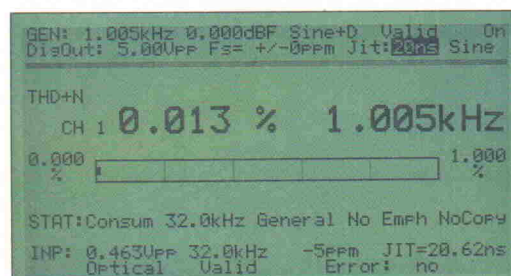 GEN: 1.005kHz 0.000dBF Sine+D Valid On
DigOut: 5.00Vpp Fs= +/-0ppm Jit:20ns Sine
THD+N
CH 1 0.013 % 1.005kHz
0.000 % 1.000 %
STAT:Consum 32.0kHz General No Emph NoCopy
INP: 0.463Vpp 32.0kHz -5ppm JIT=20.62ns
Optical Valid Error: no